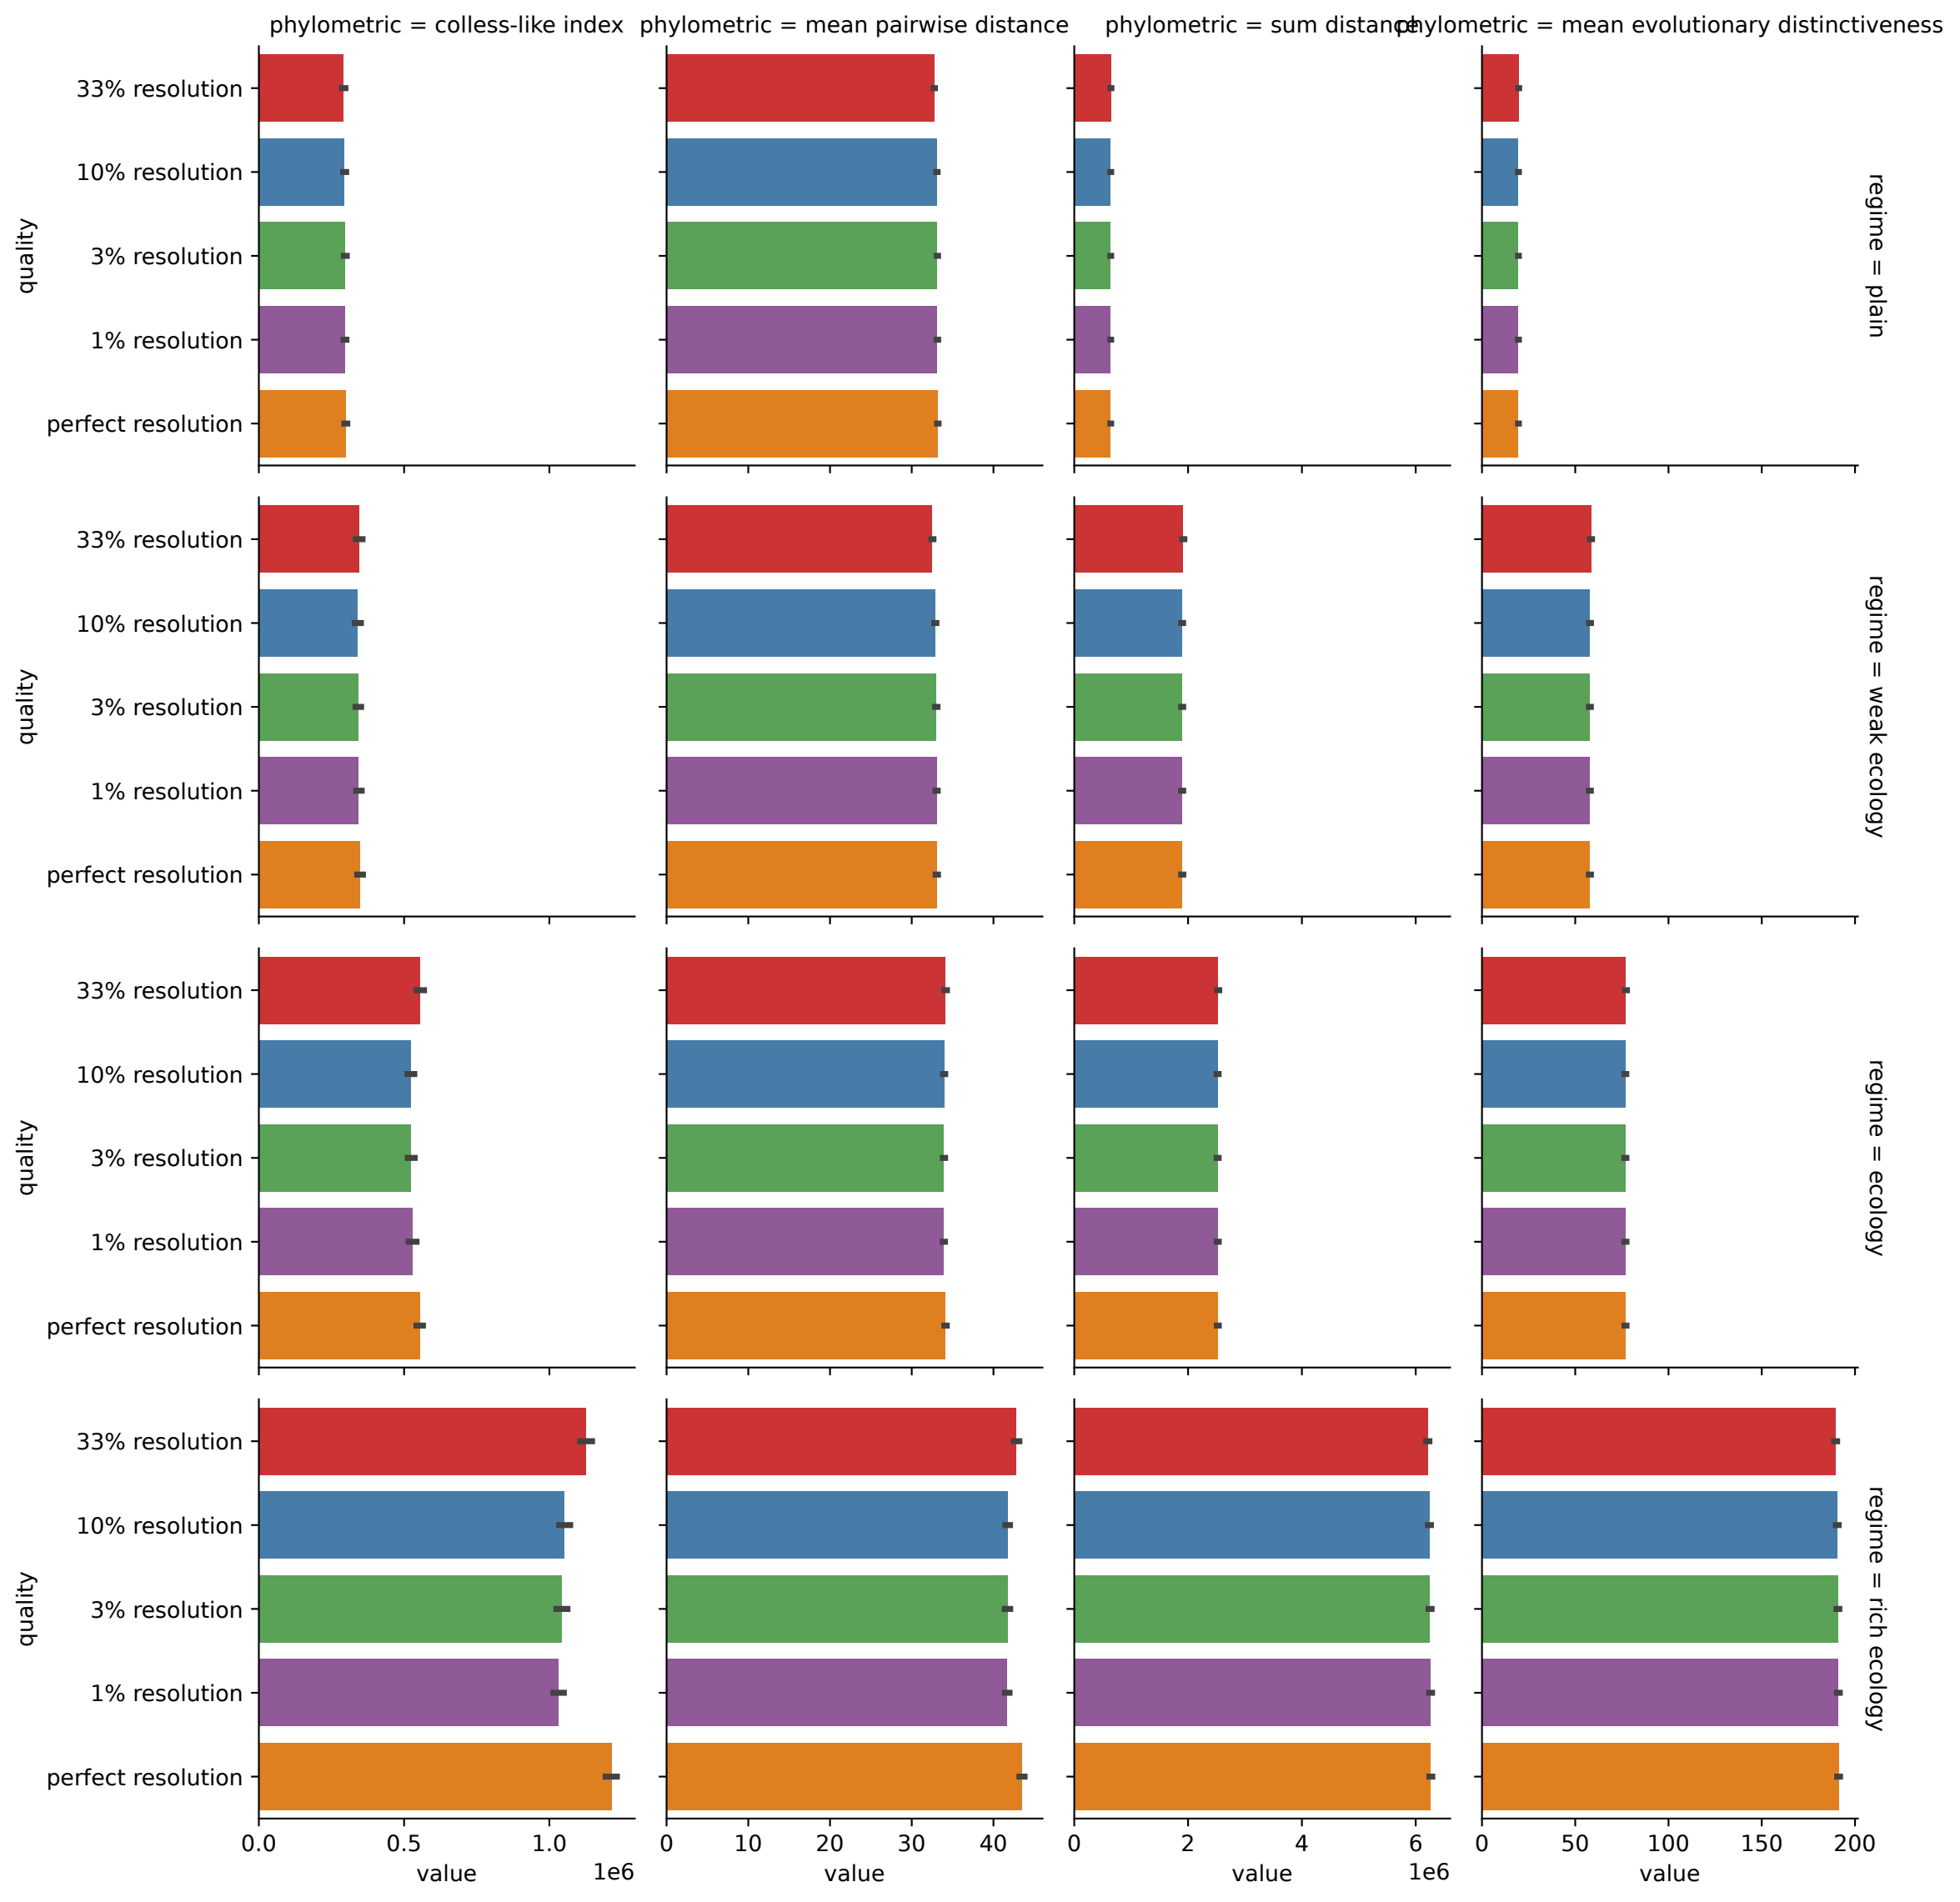 phylometric = colless-like index
phylometric = mean pairwise distance
phylometric = sum distance
phylometric = mean evolutionary distinctiveness
quality
33% resolution
10% resolution
3% resolution
1% resolution
perfect resolution
regime = plain
quality
33% resolution
10% resolution
3% resolution
1% resolution
perfect resolution
regime = weak ecology
quality
33% resolution
10% resolution
3% resolution
1% resolution
perfect resolution
regime = ecology
quality
33% resolution
10% resolution
3% resolution
1% resolution
perfect resolution
regime = rich ecology
0.0 0.5 1.0
1e6
value
0 10 20 30 40
value
0 2 4 6
1e6
value
0 50 100 150 200
value